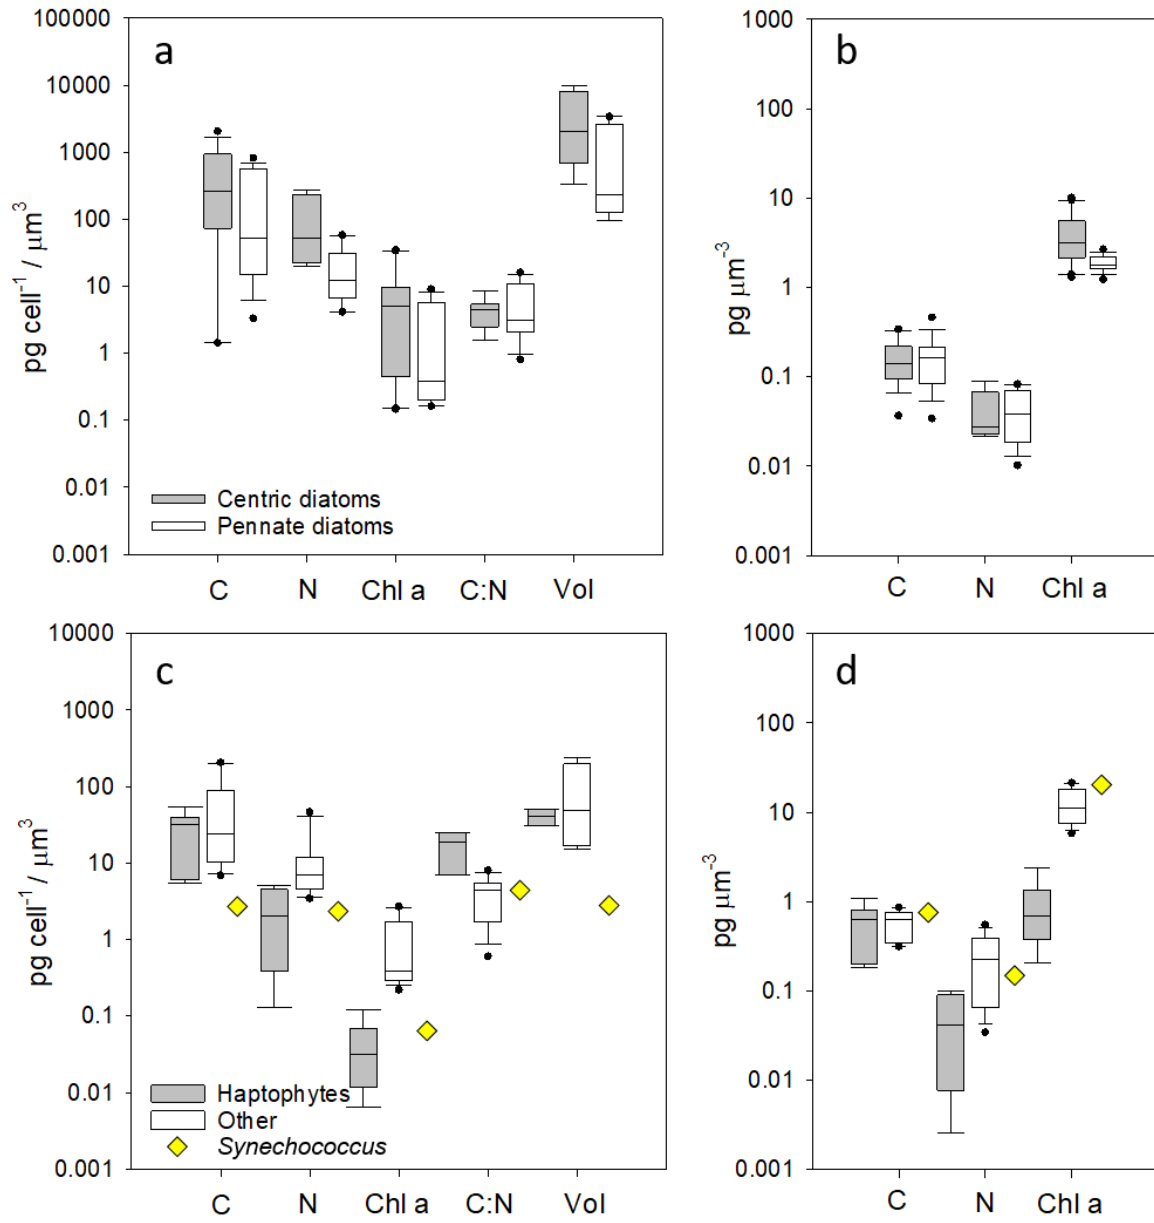 a
100000
10000
1000
100
10
1
0.1
0.01
0.001
pg cell⁻¹ / μm³
Centric diatoms
Pennate diatoms
C N Chl a C:N Vol
b
1000
100
10
1
0.1
0.01
0.001
pg μm⁻³
C N Chl a
c
10000
1000
100
10
1
0.1
0.01
0.001
pg cell⁻¹ / μm³
Haptophytes
Other
Synechococcus
C N Chl a C:N Vol
d
1000
100
10
1
0.1
0.01
0.001
pg μm⁻³
C N Chl a